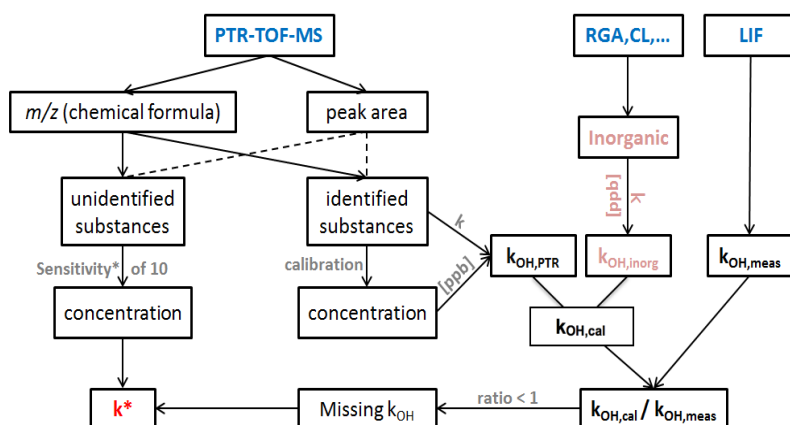 PTR-TOF-MS
RGA,CL,...
LIF
m/z (chemical formula)
peak area
Inorganic
unidentified
substances
identified
substances
k
[ppb]
k
Sensitivity* of 10
calibration
[ppb]
kOH,PTR
kOH,inorg
kOH,meas
concentration
concentration
kOH,cal
k*
Missing kOH
ratio < 1
kOH,cal / kOH,meas